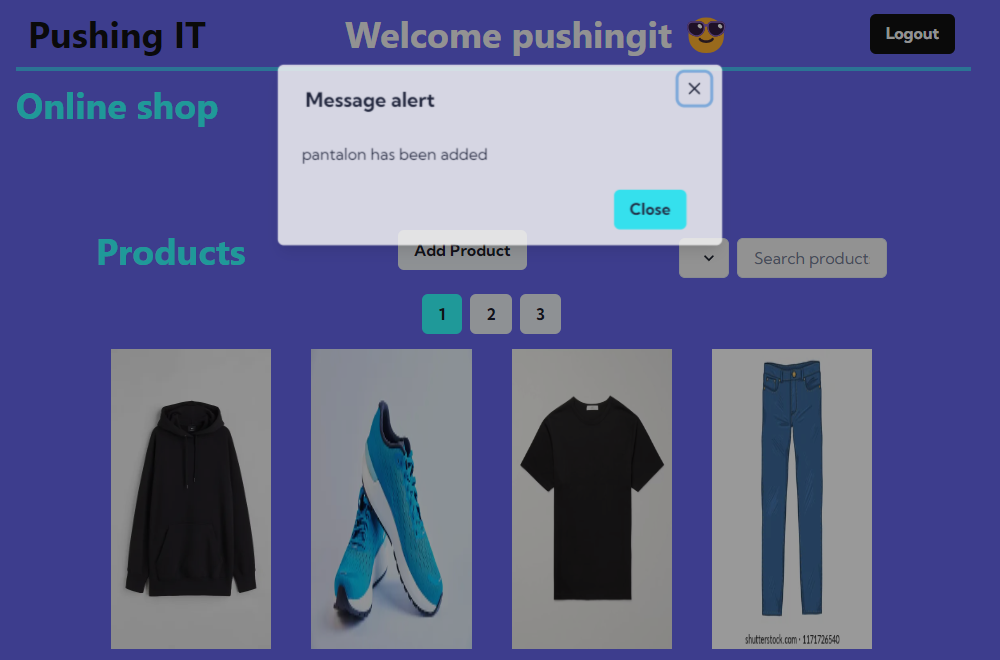 Pushing IT
Welcome pushingit 😎
Logout
Online shop
Message alert
pantalon has been added
Close
Products
Add Product
Search product
1 2 3
shutterstock.com · 1171726540